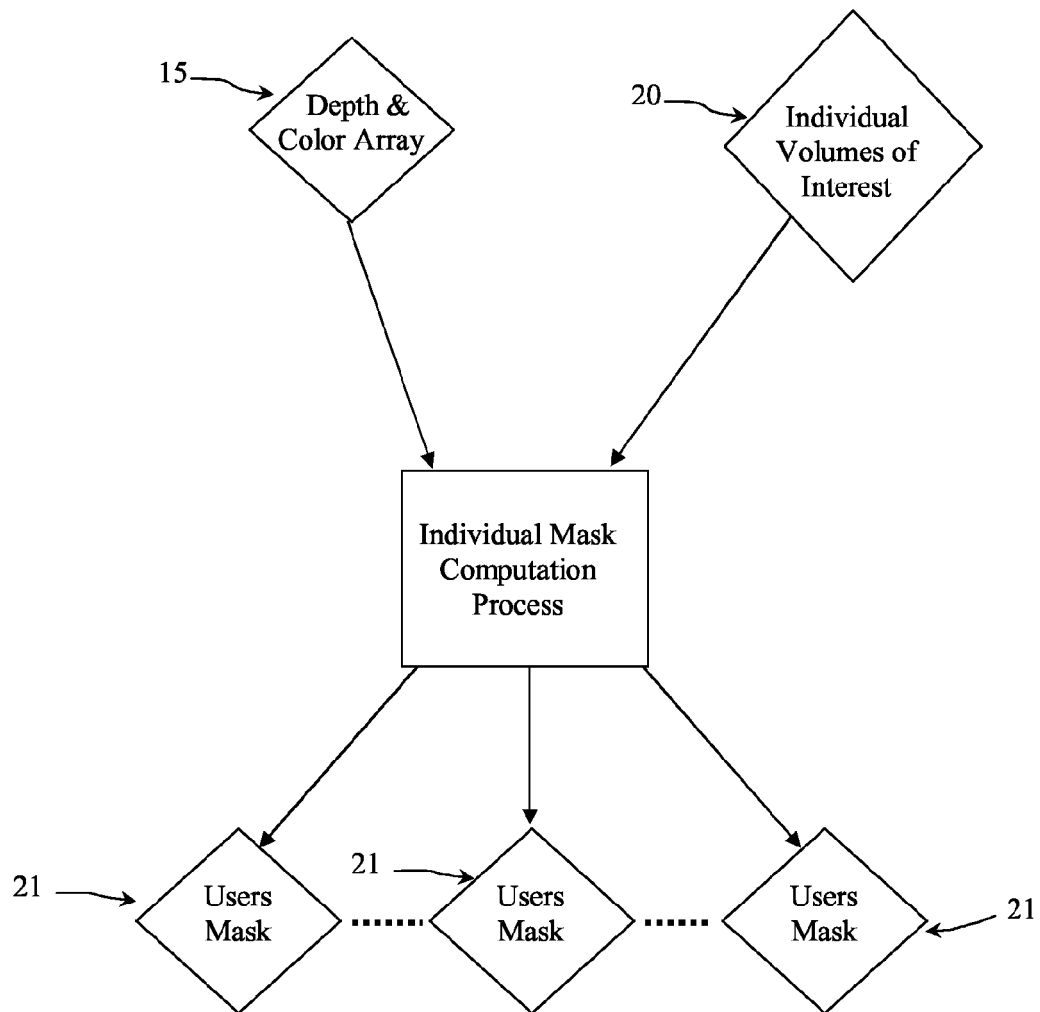 15
Depth &
Color Array
20
Individual
Volumes of
Interest
Individual Mask
Computation
Process
21
Users
Mask
21
Users
Mask
Users
Mask
21